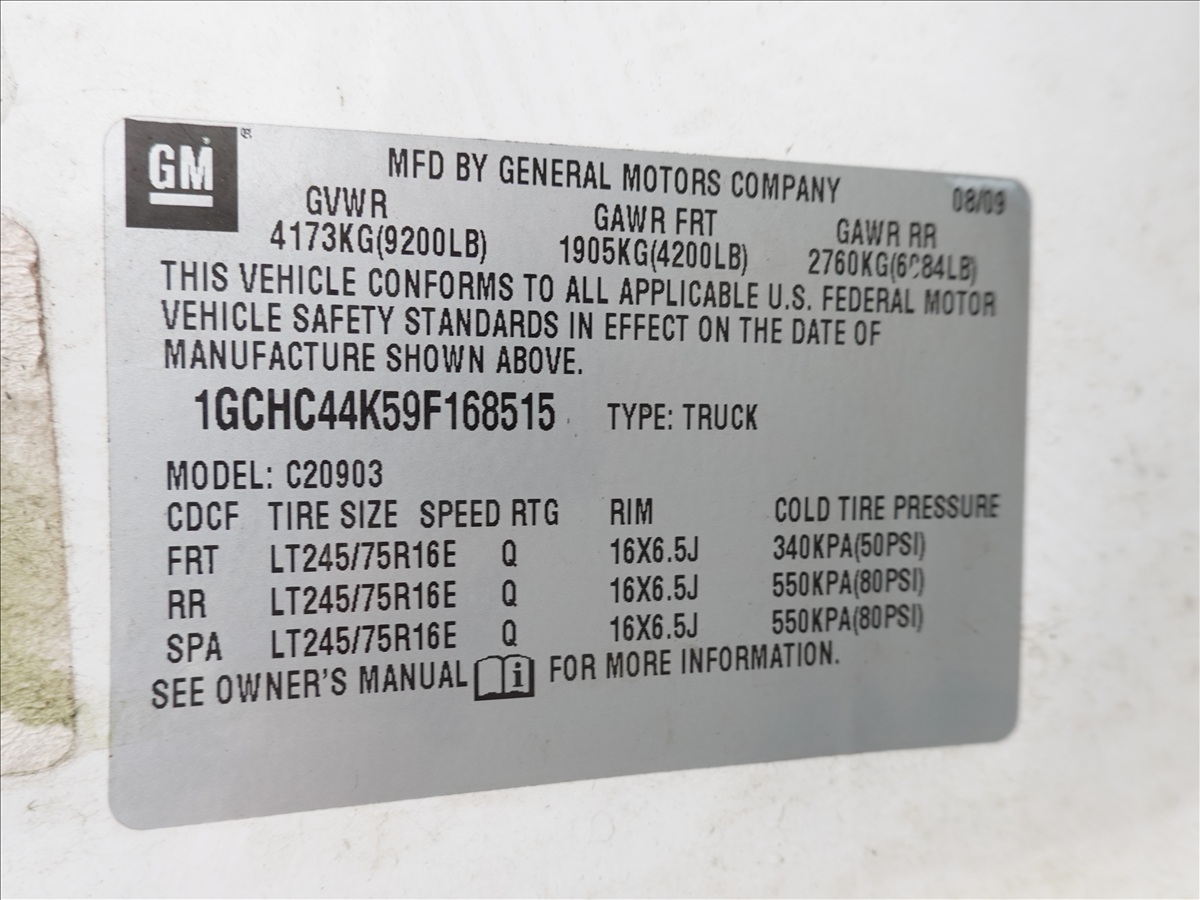 GM
MFD BY GENERAL MOTORS COMPANY 08/09
GVWR GAWR FRT GAWR RR
4173KG(9200LB) 1905KG(4200LB) 2760KG(6084LB)
THIS VEHICLE CONFORMS TO ALL APPLICABLE U.S. FEDERAL MOTOR
VEHICLE SAFETY STANDARDS IN EFFECT ON THE DATE OF
MANUFACTURE SHOWN ABOVE.
1GCHC44K59F168515 TYPE: TRUCK
MODEL: C20903
CDCF TIRE SIZE SPEED RTG RIM COLD TIRE PRESSURE
FRT LT245/75R16E Q 16X6.5J 340KPA(50PSI)
RR LT245/75R16E Q 16X6.5J 550KPA(80PSI)
SPA LT245/75R16E Q 16X6.5J 550KPA(80PSI)
SEE OWNER'S MANUAL FOR MORE INFORMATION.